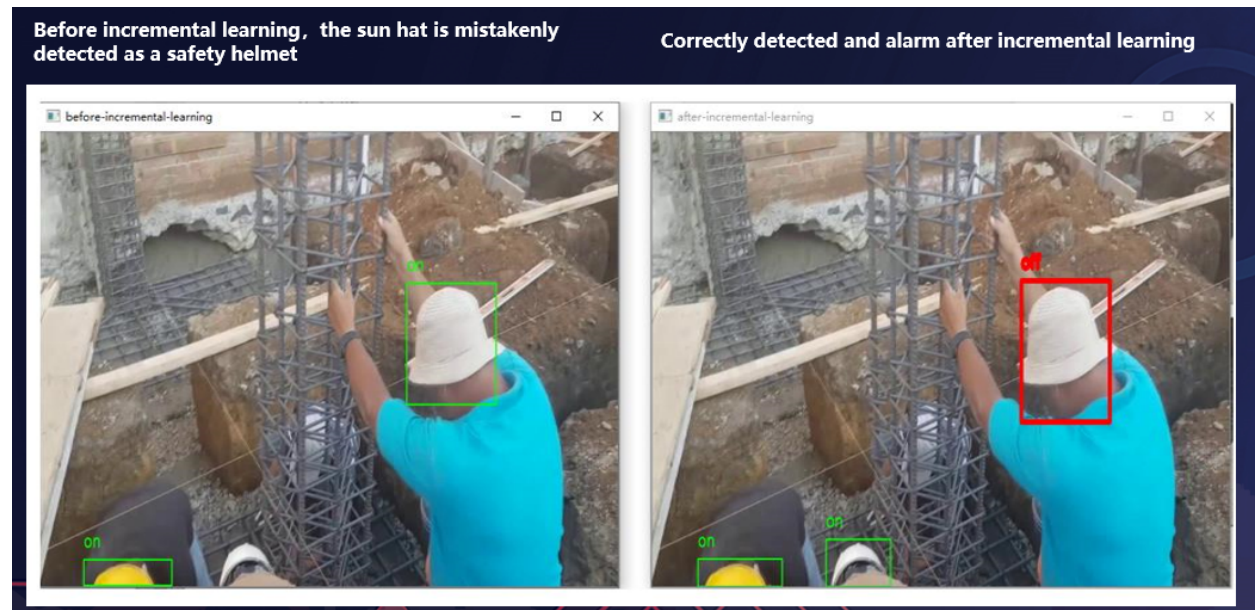 Before incremental learning，the sun hat is mistakenly
detected as a safety helmet
Correctly detected and alarm after incremental learning
before-incremental-learning
after-incremental-learning
on
off
on
on
on